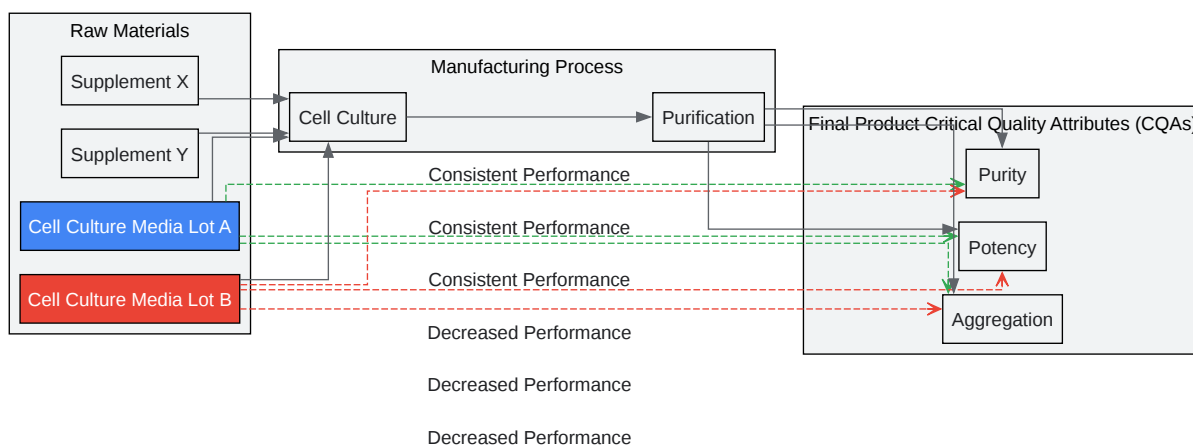 Raw Materials
Supplement X
Supplement Y
Cell Culture Media Lot A
Cell Culture Media Lot B
Manufacturing Process
Cell Culture
Purification
Final Product Critical Quality Attributes (CQAs)
Purity
Potency
Aggregation
Consistent Performance
Consistent Performance
Consistent Performance
Decreased Performance
Decreased Performance
Decreased Performance